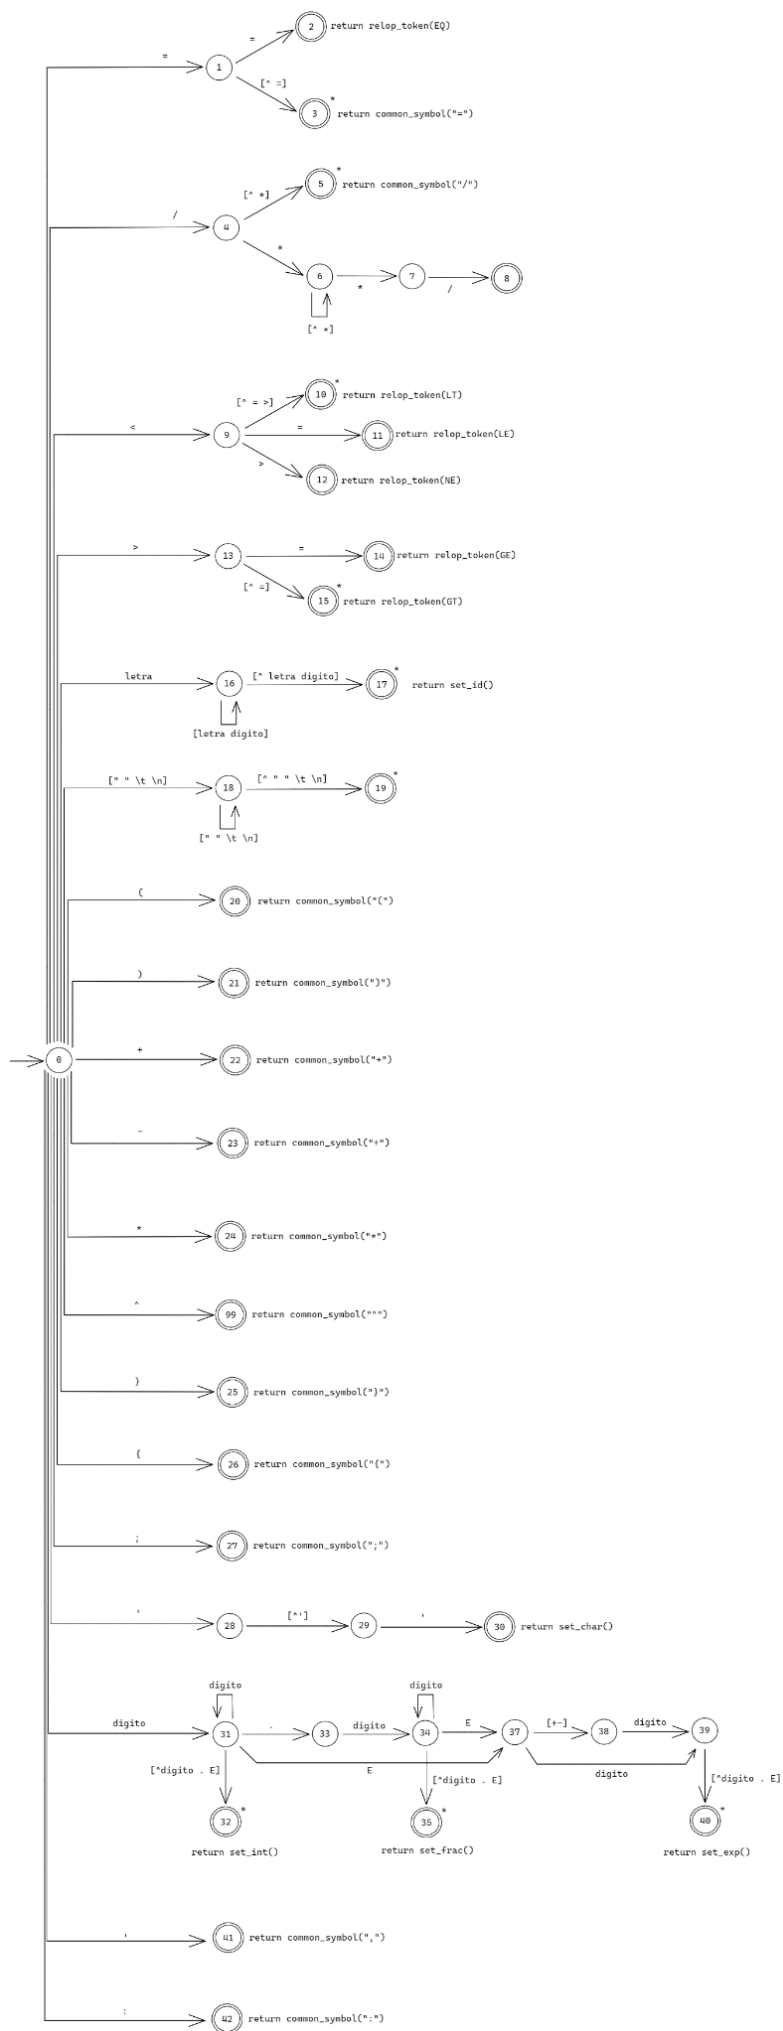 =
1
=
2
return relop_token(EQ)
[^ =]
3
*
return common_symbol("=")
/
4
[^ *]
5
*
return common_symbol("/")
*
6
*
7
/
8
[^ *]
<
9
[^ = >]
10
*
return relop_token(LT)
=
11
return relop_token(LE)
>
12
return relop_token(NE)
>
13
=
14
return relop_token(GE)
[^ =]
15
*
return relop_token(GT)
letra
16
[^ letra digito]
17
*
return set_id()
[letra digito]
[" " \t \n]
18
[^ " " \t \n]
19
*
[" " \t \n]
(
20
return common_symbol("(")
)
21
return common_symbol(")")
0
+
22
return common_symbol("+")
-
23
return common_symbol("+")
*
24
return common_symbol("*")
^
99
return common_symbol("^")
}
25
return common_symbol("}")
{
26
return common_symbol("{")
;
27
return common_symbol(";")
'
28
[^']
29
'
30
return set_char()
digito
digito
digito
31
.
33
digito
34
E
37
[+-]
38
digito
39
E
digito
[^digito . E]
[^digito . E]
[^digito . E]
32
*
35
*
40
*
return set_int()
return set_frac()
return set_exp()
,
41
return common_symbol(",")
:
42
return common_symbol(":")